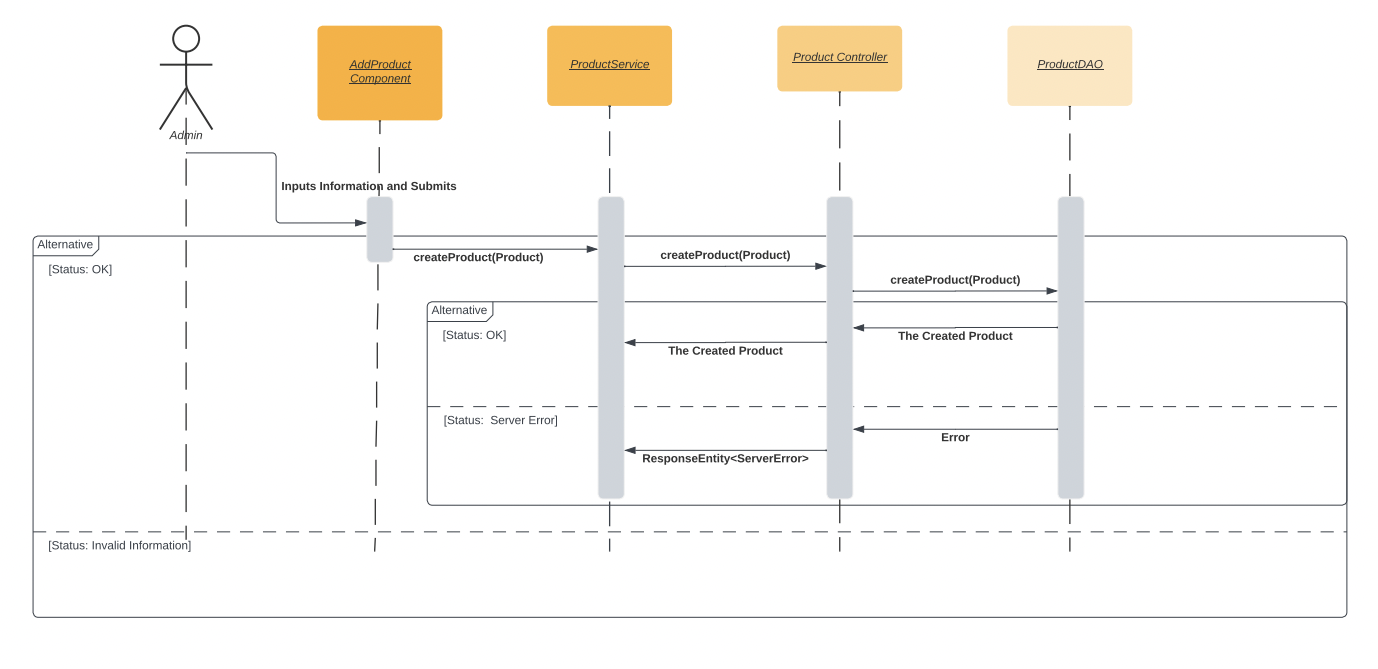 AddProduct
Component
ProductService
Product Controller
ProductDAO
Admin
Inputs Information and Submits
Alternative
[Status: OK]
createProduct(Product)
createProduct(Product)
createProduct(Product)
Alternative
[Status: OK]
The Created Product
The Created Product
[Status:  Server Error]
Error
ResponseEntity<ServerError>
[Status: Invalid Information]